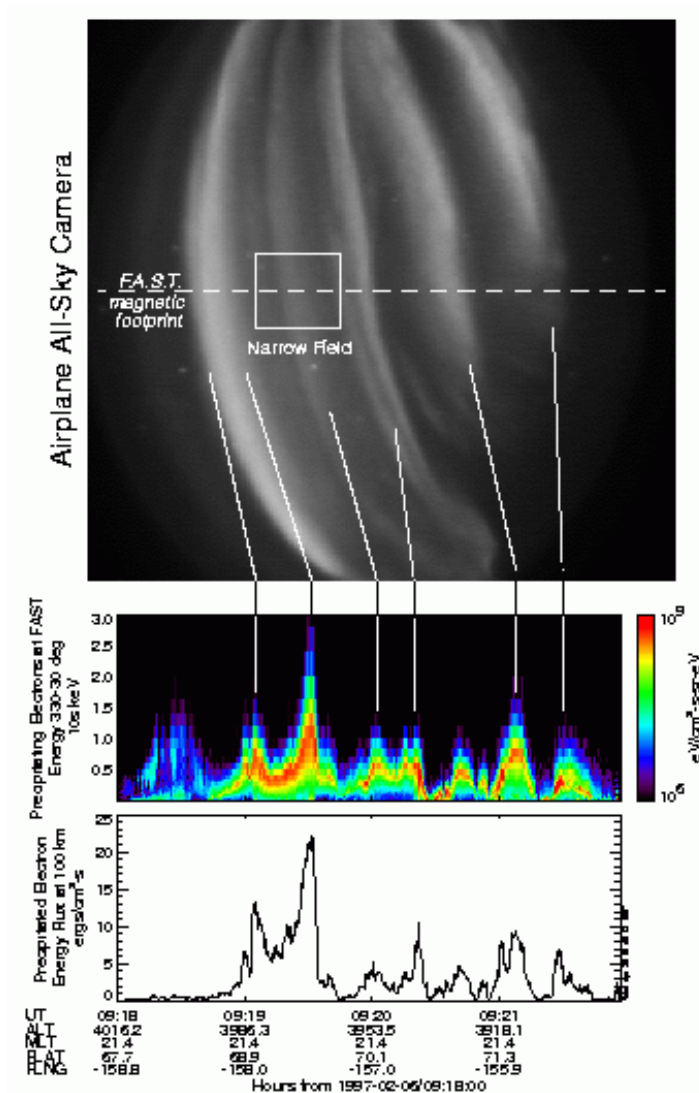 Airplane All-Sky Camera
F.A.S.T.
magnetic
footprint
Narrow Field
Precipitating Electrons at FAST
Energy 330-30 deg
10s keV
3.0
2.5
2.0
1.5
1.0
0.5
10⁹
10⁶
eV/cm²-s-sr-eV
Precipitated Electron
Energy Flux at 100 km
ergs/cm²-s
25
20
15
10
5
0
UT 09:18 09:19 09:20 09:21
ALT 4016.2 3986.3 3953.5 3918.1
MLT 21.4 21.4 21.4 21.4
FLAT 67.7 68.9 70.1 71.3
FLNG -158.8 -158.0 -157.0 -155.9
Hours from 1997-02-06/09:18:00